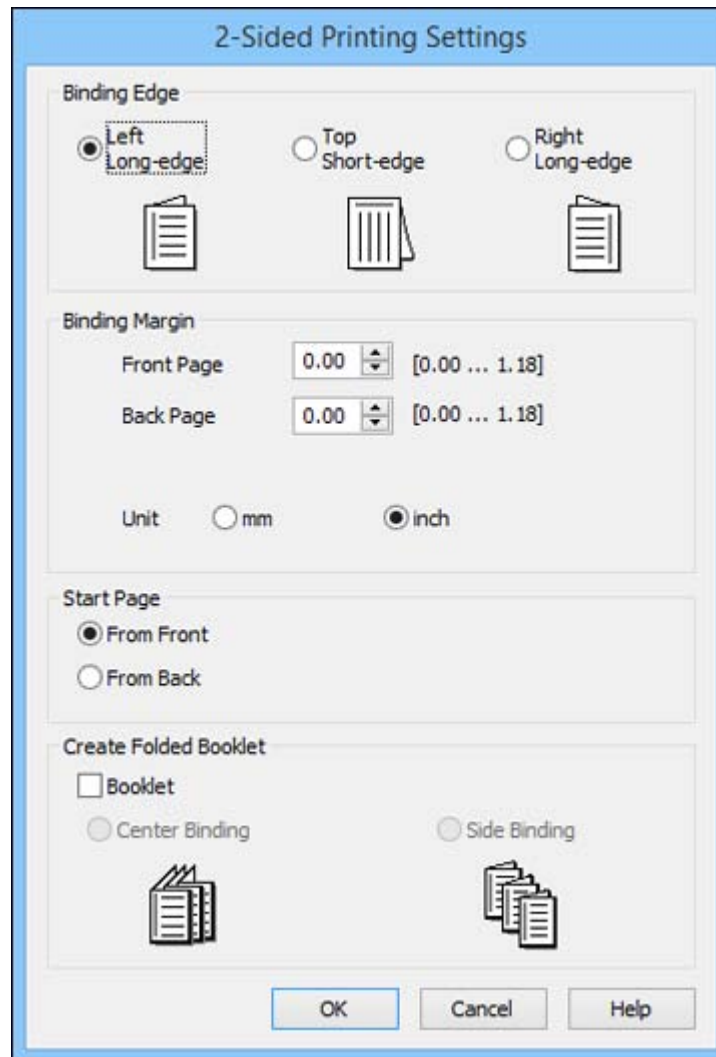 2-Sided Printing Settings
Binding Edge
Left
Long-edge
Top
Short-edge
Right
Long-edge
Binding Margin
Front Page 0.00 [0.00 ... 1.18]
Back Page 0.00 [0.00 ... 1.18]
Unit mm inch
Start Page
From Front
From Back
Create Folded Booklet
Booklet
Center Binding Side Binding
OK Cancel Help